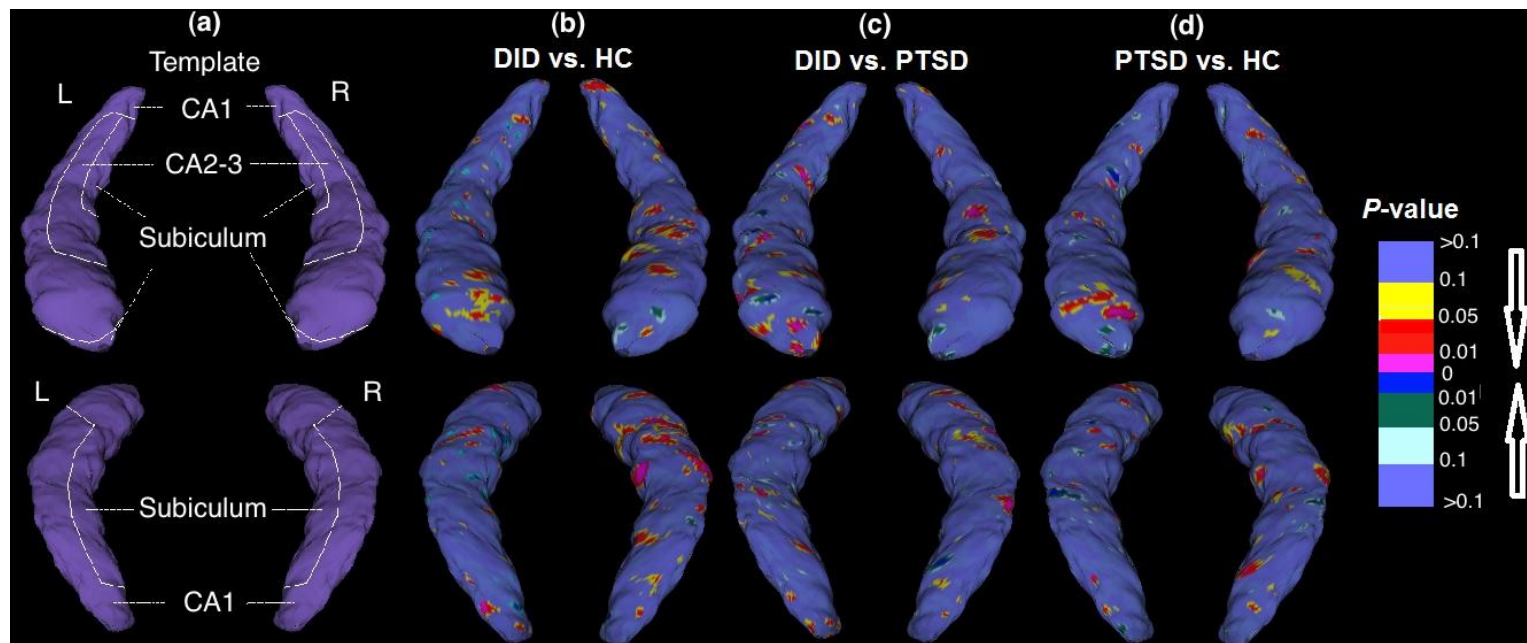 (a) (b) (c) (d)
Template DID vs. HC DID vs. PTSD PTSD vs. HC
L R
CA1
CA2-3
Subiculum
P-value
>0.1
0.1
0.05
0.01
0
0.01
0.05
0.1
>0.1
L R
Subiculum
CA1